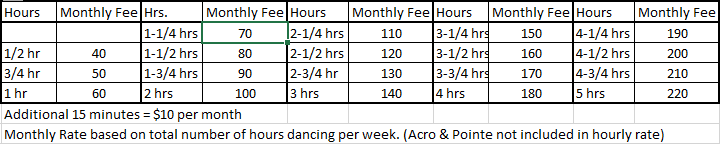 Hours Monthly Fee Hrs. Monthly Fee Hours Monthly Fee Hours Monthly Fee Hours Monthly Fee
1-1/4 hrs 70 2-1/4 hrs 110 3-1/4 hrs 150 4-1/4 hrs 190
1/2 hr 40 1-1/2 hrs 80 2-1/2 hrs 120 3-1/2 hrs 160 4-1/2 hrs 200
3/4 hr 50 1-3/4 hrs 90 2-3/4 hr 130 3-3/4 hrs 170 4-3/4 hrs 210
1 hr 60 2 hrs 100 3 hrs 140 4 hrs 180 5 hrs 220
Additional 15 minutes = $10 per month
Monthly Rate based on total number of hours dancing per week. (Acro & Pointe not included in hourly rate)